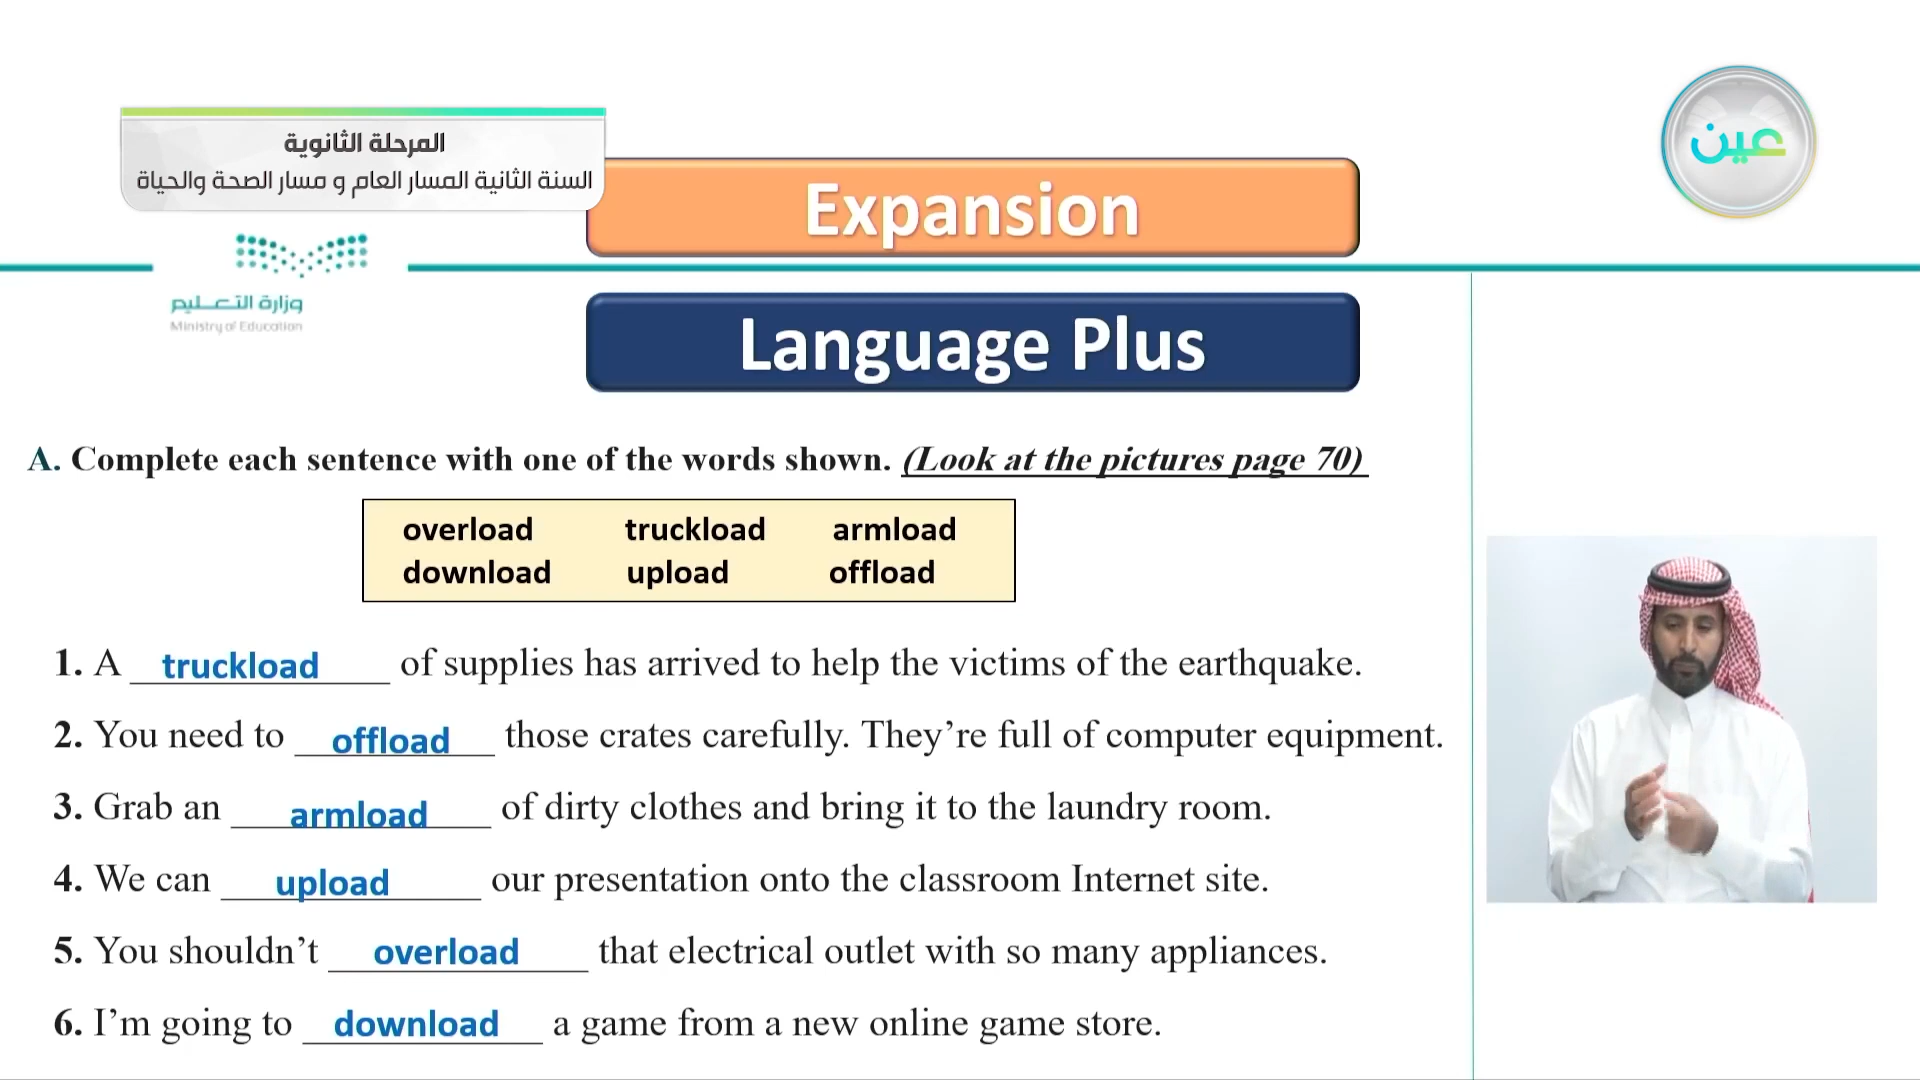 المرحلة الثانوية
السنة الثانية المسار العام و مسار الصحة والحياة
عين
Expansion
وزارة التعليم
Ministry of Education
Language Plus
A. Complete each sentence with one of the words shown. (Look at the pictures page 70)
overload truckload armload
download upload offload
1. A truckload of supplies has arrived to help the victims of the earthquake.
2. You need to offload those crates carefully. They’re full of computer equipment.
3. Grab an armload of dirty clothes and bring it to the laundry room.
4. We can upload our presentation onto the classroom Internet site.
5. You shouldn’t overload that electrical outlet with so many appliances.
6. I’m going to download a game from a new online game store.